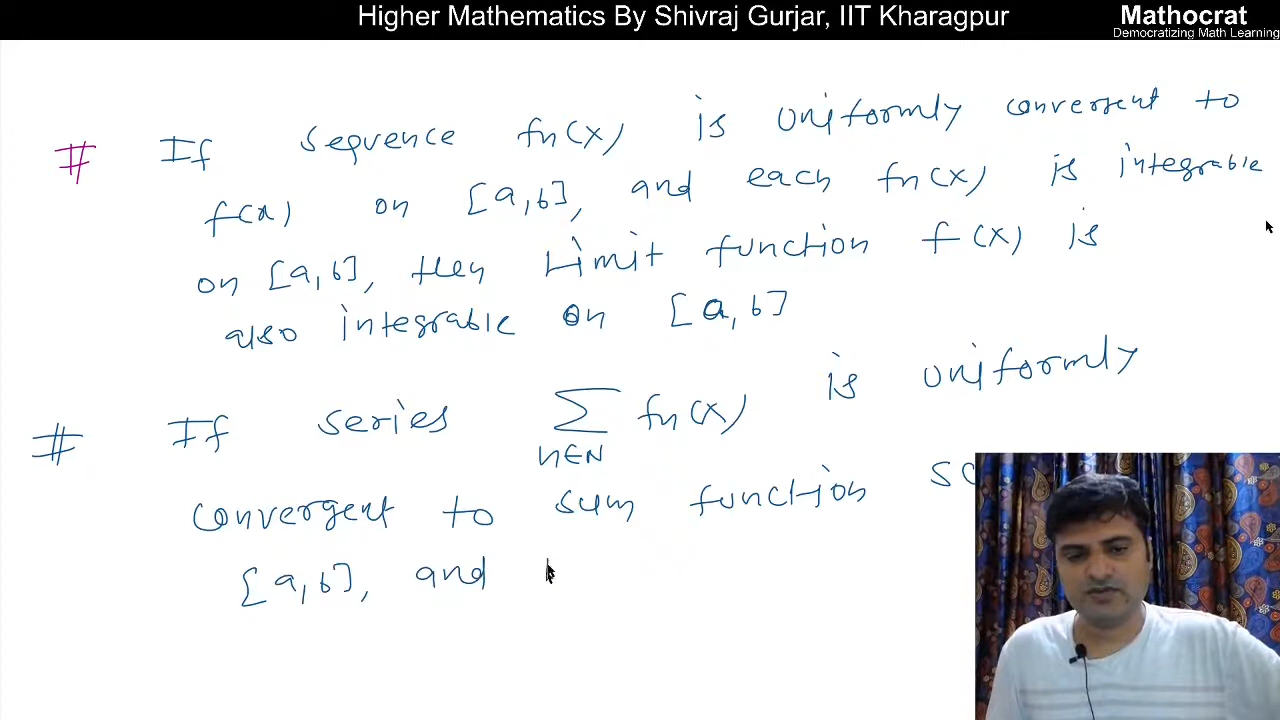 Higher Mathematics By Shivraj Gurjar, IIT Kharagpur
Mathocrat
Democratizing Math Learning
# If sequence fn(x) is uniformly convergent to
f(x) on [a,b], and each fn(x) is integrable
on [a,b], then Limit function f(x) is
also integrable on [a,b]
# If series ∑ fn(x) is uniformly
n∈N
convergent to sum function
[a,b], and